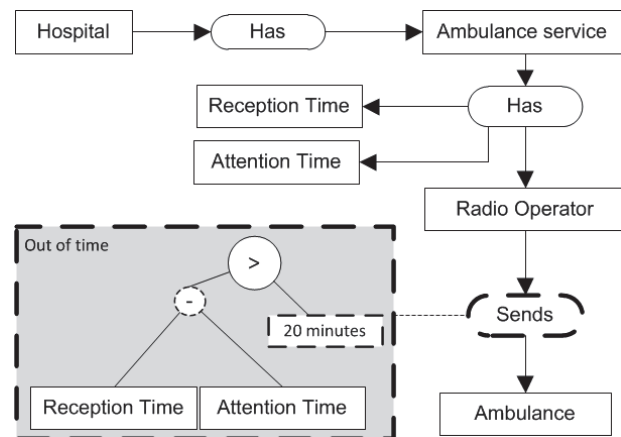 Hospital
Has
Ambulance service
Reception Time
Has
Attention Time
Radio Operator
Out of time
>
-
20 minutes
Sends
Reception Time
Attention Time
Ambulance